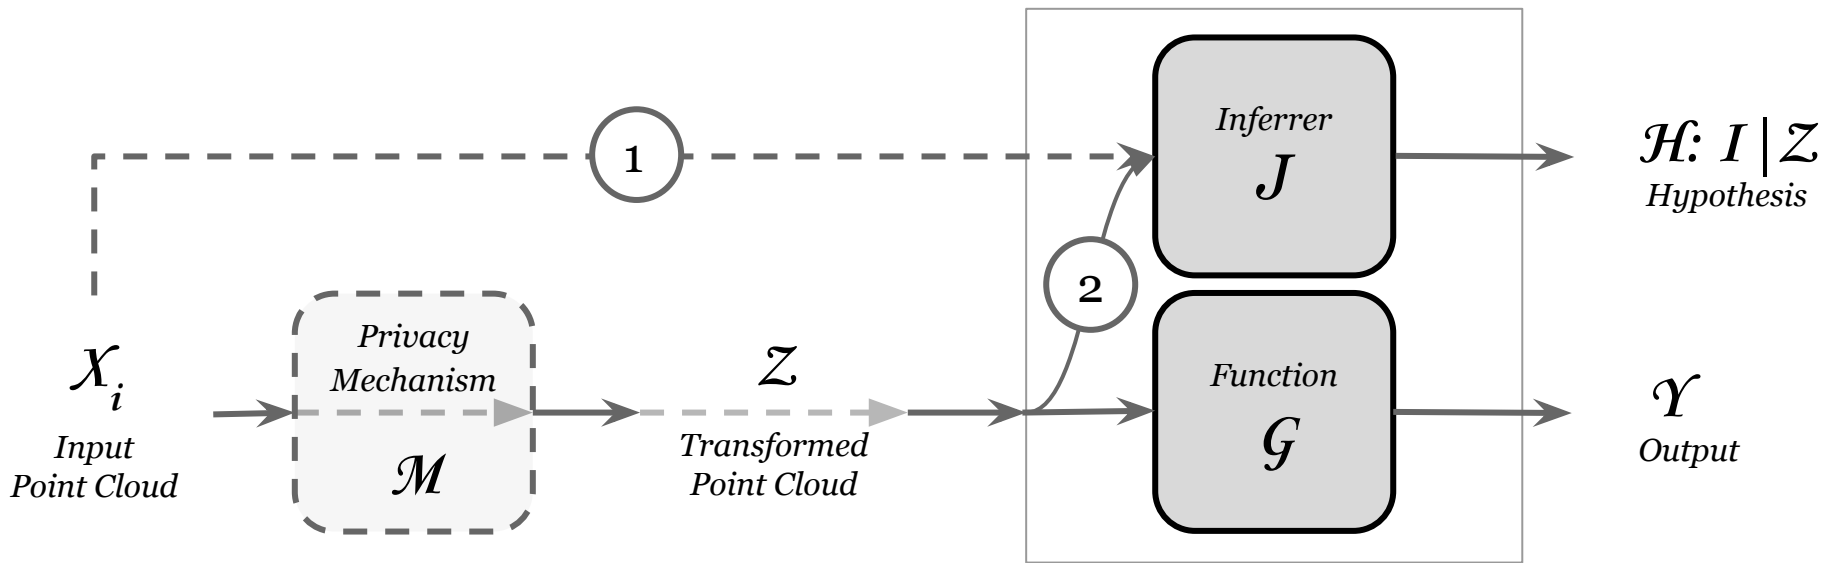 1
Inferrer
J
H: I | Z
Hypothesis
2
X_i
Input
Point Cloud
Privacy
Mechanism
M
Z
Transformed
Point Cloud
Function
G
Y
Output